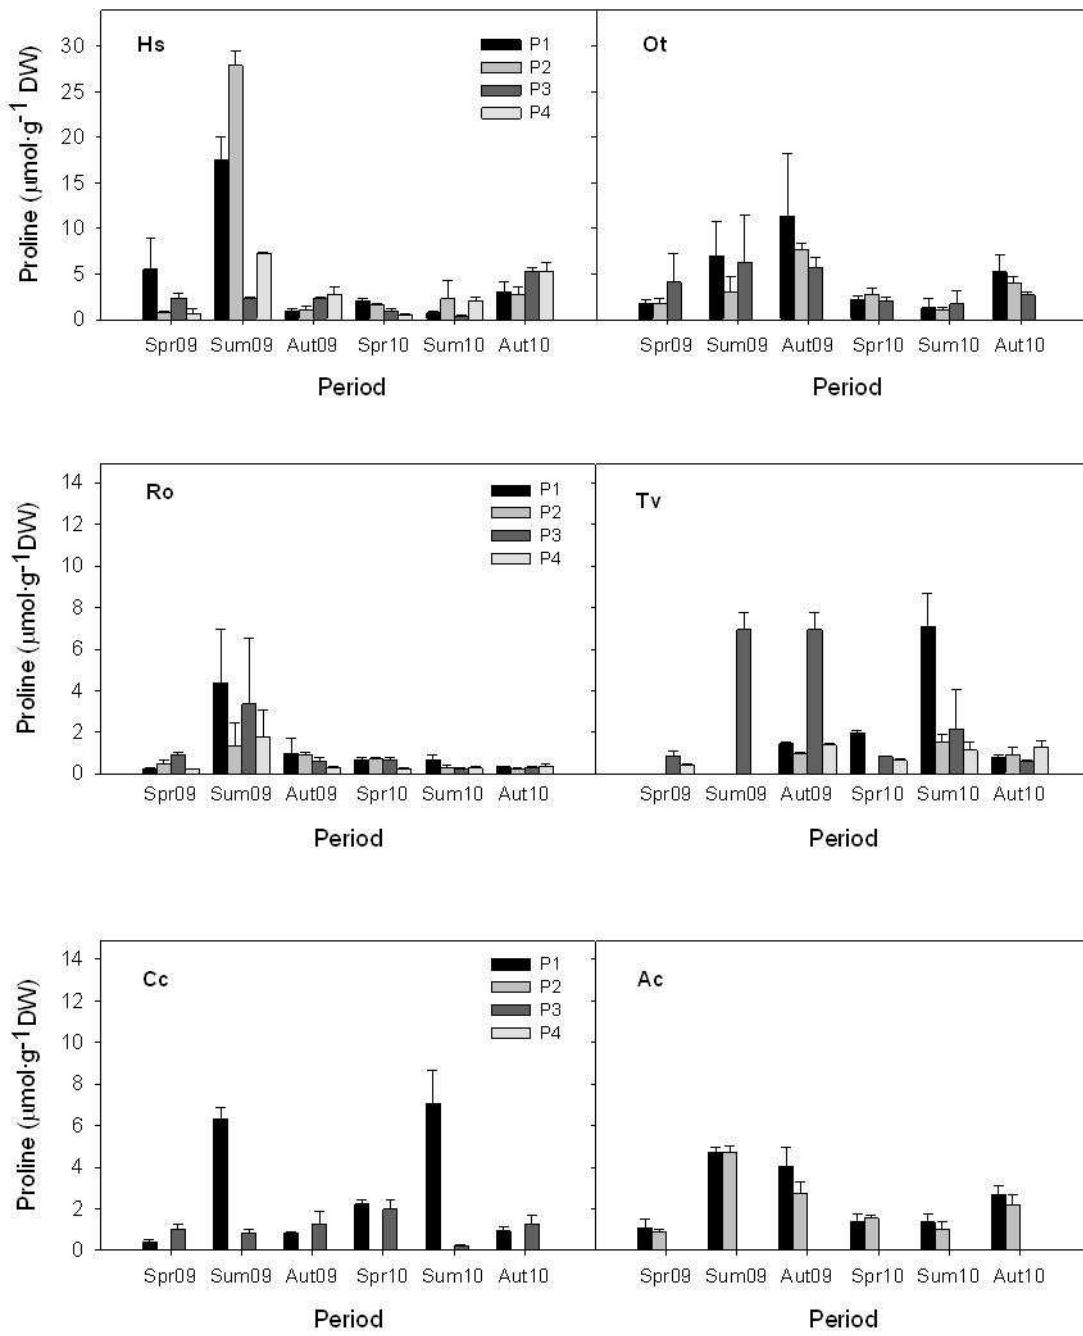 Hs
P1
P2
P3
P4
Ot
Proline (µmol·g⁻¹ DW)
30
25
20
15
10
5
0
Spr09 Sum09 Aut09 Spr10 Sum10 Aut10
Spr09 Sum09 Aut09 Spr10 Sum10 Aut10
Period
Period
Ro
P1
P2
P3
P4
Tv
Proline (µmol·g⁻¹DW)
14
12
10
8
6
4
2
0
Spr09 Sum09 Aut09 Spr10 Sum10 Aut10
Spr09 Sum09 Aut09 Spr10 Sum10 Aut10
Period
Period
Cc
P1
P2
P3
P4
Ac
Proline (µmol·g⁻¹DW)
14
12
10
8
6
4
2
0
Spr09 Sum09 Aut09 Spr10 Sum10 Aut10
Spr09 Sum09 Aut09 Spr10 Sum10 Aut10
Period
Period